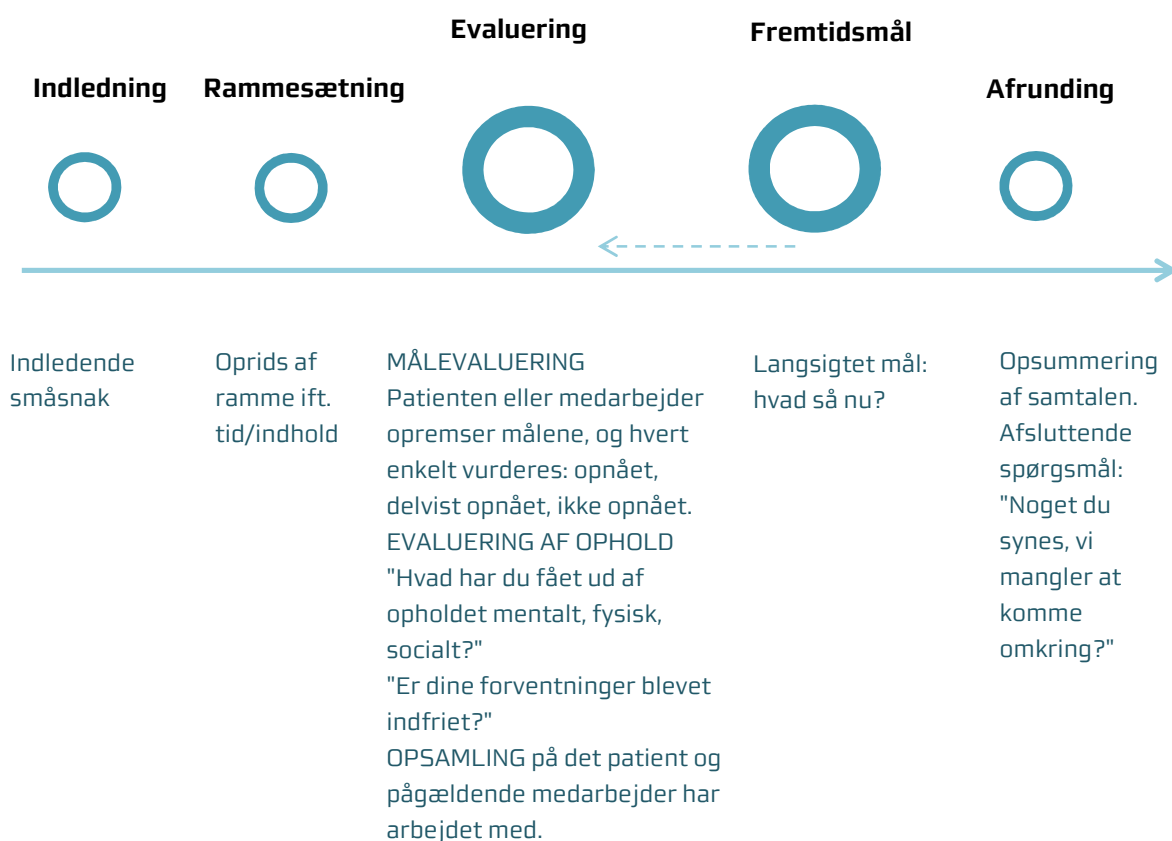 Evaluering
Fremtidsmål
Indledning
Rammesætning
Afrunding
Indledende
småsnak
Oprids af
ramme ift.
tid/indhold
MÅLEVALUERING
Patienten eller medarbejder
opremser målene, og hvert
enkelt vurderes: opnået,
delvist opnået, ikke opnået.
EVALUERING AF OPHOLD
"Hvad har du fået ud af
opholdet mentalt, fysisk,
socialt?"
"Er dine forventninger blevet
indfriet?"
OPSAMLING på det patient og
pågældende medarbejder har
arbejdet med.
Langsigtet mål:
hvad så nu?
Opsummering
af samtalen.
Afsluttende
spørgsmål:
"Noget du
synes, vi
mangler at
komme
omkring?"